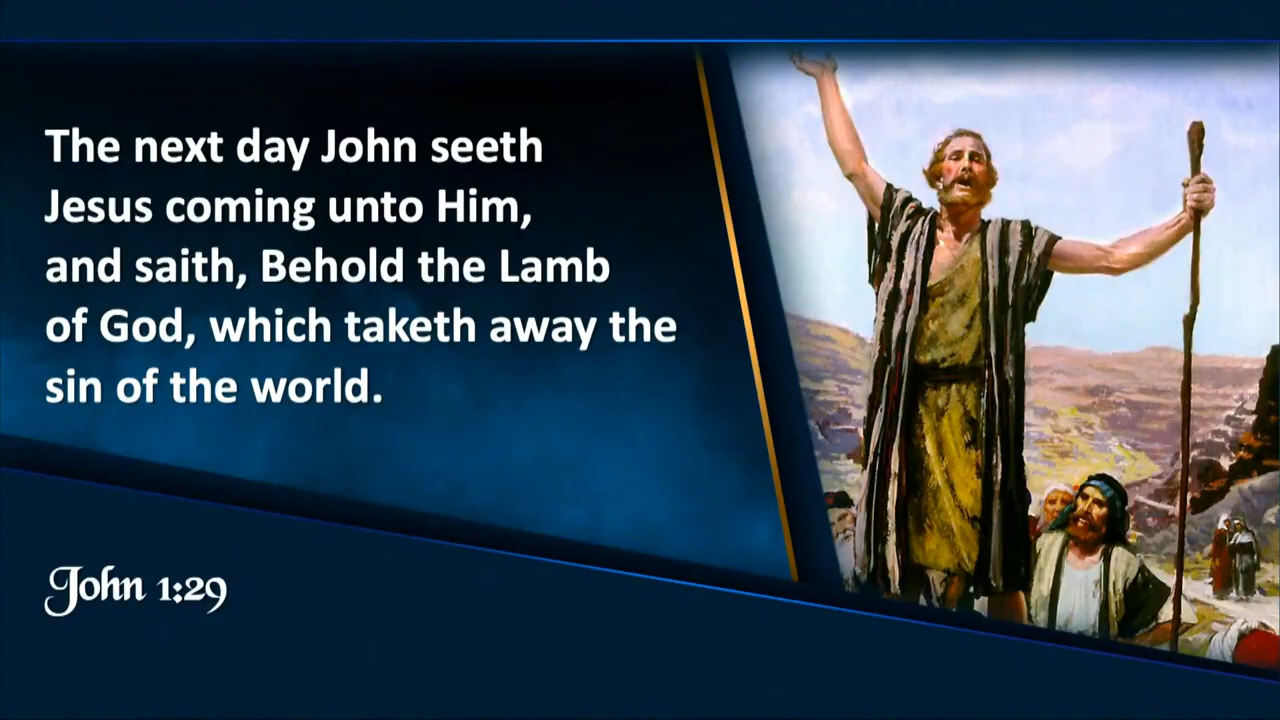 The next day John seeth
Jesus coming unto Him,
and saith, Behold the Lamb
of God, which taketh away the
sin of the world.
John 1:29